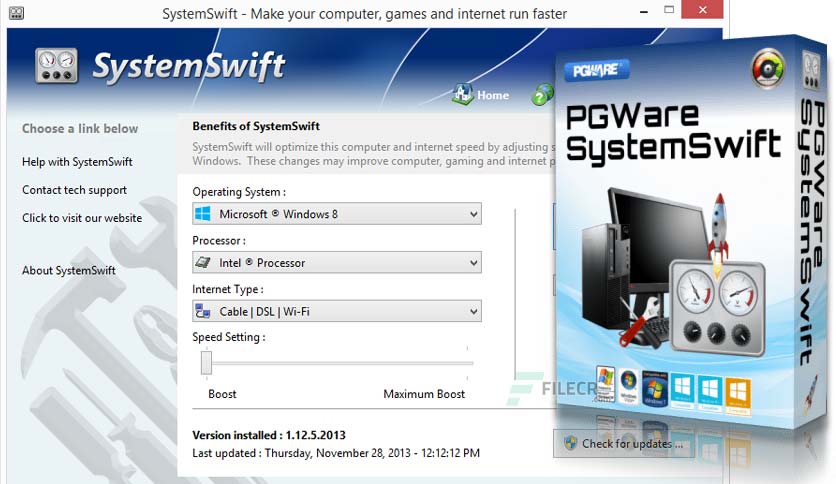 SystemSwift - Make your computer, games and internet run faster
SystemSwift
Home
Choose a link below
Help with SystemSwift
Contact tech support
Click to visit our website
About SystemSwift
Benefits of SystemSwift
SystemSwift will optimize this computer and internet speed by adjusting
Windows. These changes may improve computer, gaming and internet
Operating System :
Microsoft ® Windows 8
Processor :
Intel ® Processor
Internet Type :
Cable | DSL | Wi-Fi
Speed Setting :
Boost
Maximum Boost
Version installed : 1.12.5.2013
Last updated : Thursday, November 28, 2013 - 12:12:12 PM
Check for updates ...
FILECR
.com
PGWARE
PGWare
SystemSwift
PGWare
SystemSwift